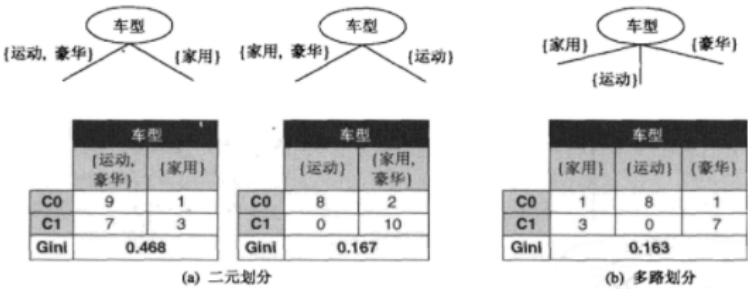 车型
{运动, 豪华}
{家用}
车型
{家用, 豪华}
{运动}
车型
{家用}
{运动}
{豪华}
车型
{运动,
豪华}
{家用}
C0 9 1
C1 7 3
Gini 0.468
车型
{运动}
{家用,
豪华}
C0 8 2
C1 0 10
Gini 0.167
(a) 二元划分
车型
{家用} {运动} {豪华}
C0 1 8 1
C1 3 0 7
Gini 0.163
(b) 多路划分